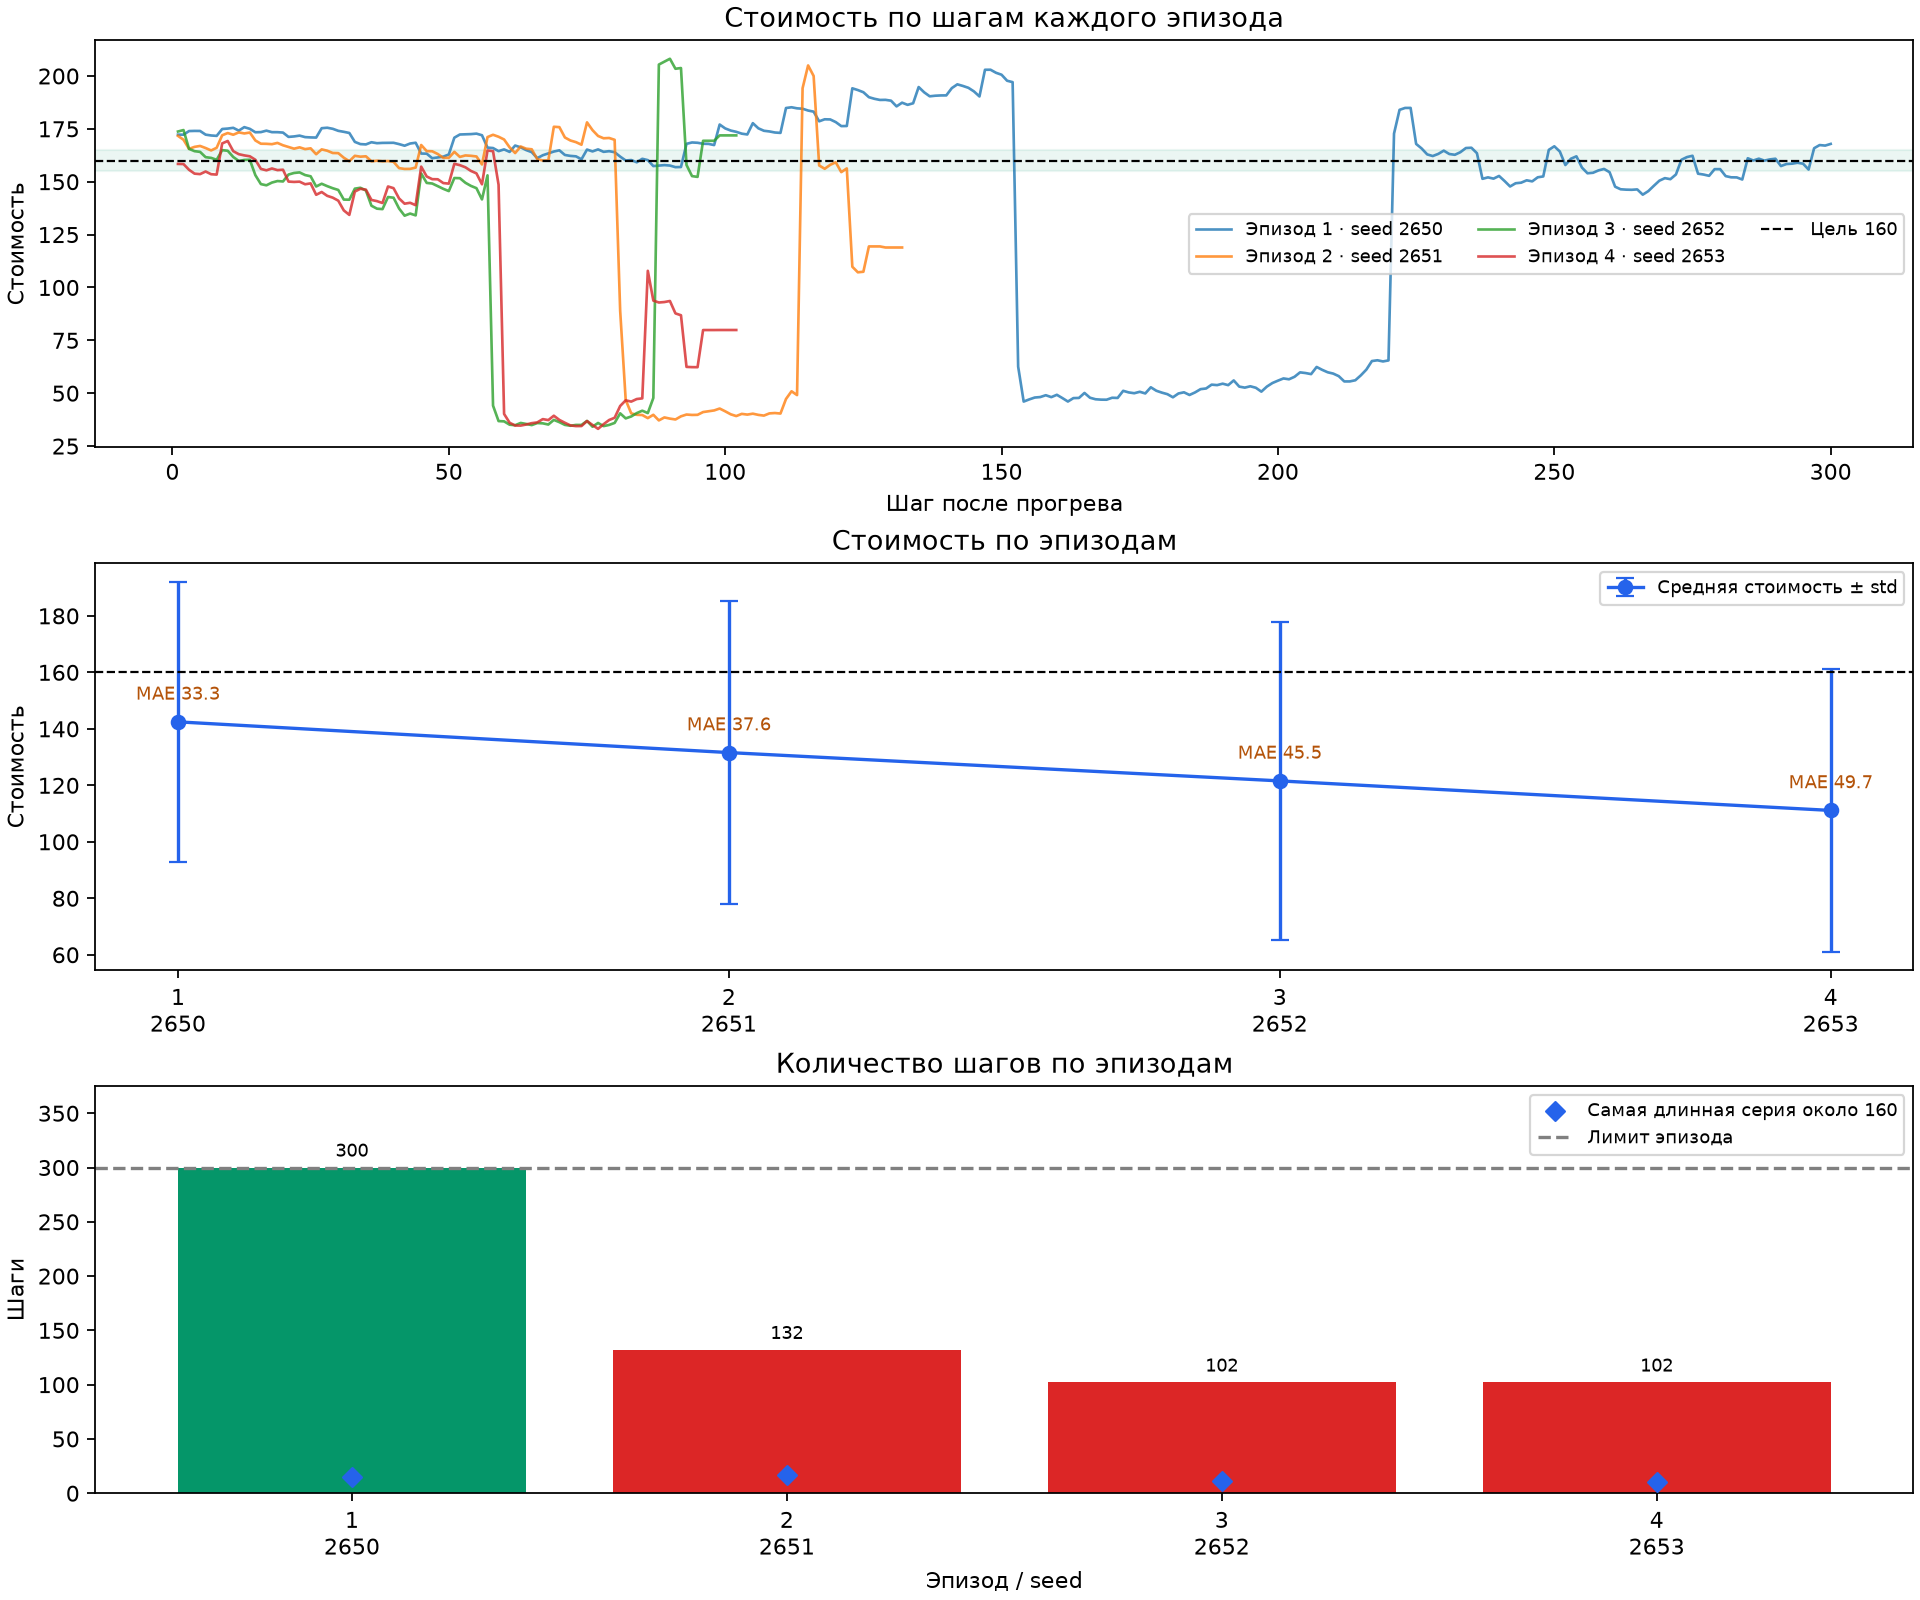 Стоимость по шагам каждого эпизода
Стоимость
200
175
150
125
100
75
50
25
Эпизод 1 · seed 2650
Эпизод 2 · seed 2651
Эпизод 3 · seed 2652
Эпизод 4 · seed 2653
Цель 160
0 50 100 150 200 250 300
Шаг после прогрева
Стоимость по эпизодам
Стоимость
180
160
140
120
100
80
60
Средняя стоимость ± std
MAE 33.3
MAE 37.6
MAE 45.5
MAE 49.7
1 2 3 4
2650 2651 2652 2653
Количество шагов по эпизодам
Шаги
350
300
250
200
150
100
50
0
Самая длинная серия около 160
Лимит эпизода
300
132
102
102
1 2 3 4
2650 2651 2652 2653
Эпизод / seed